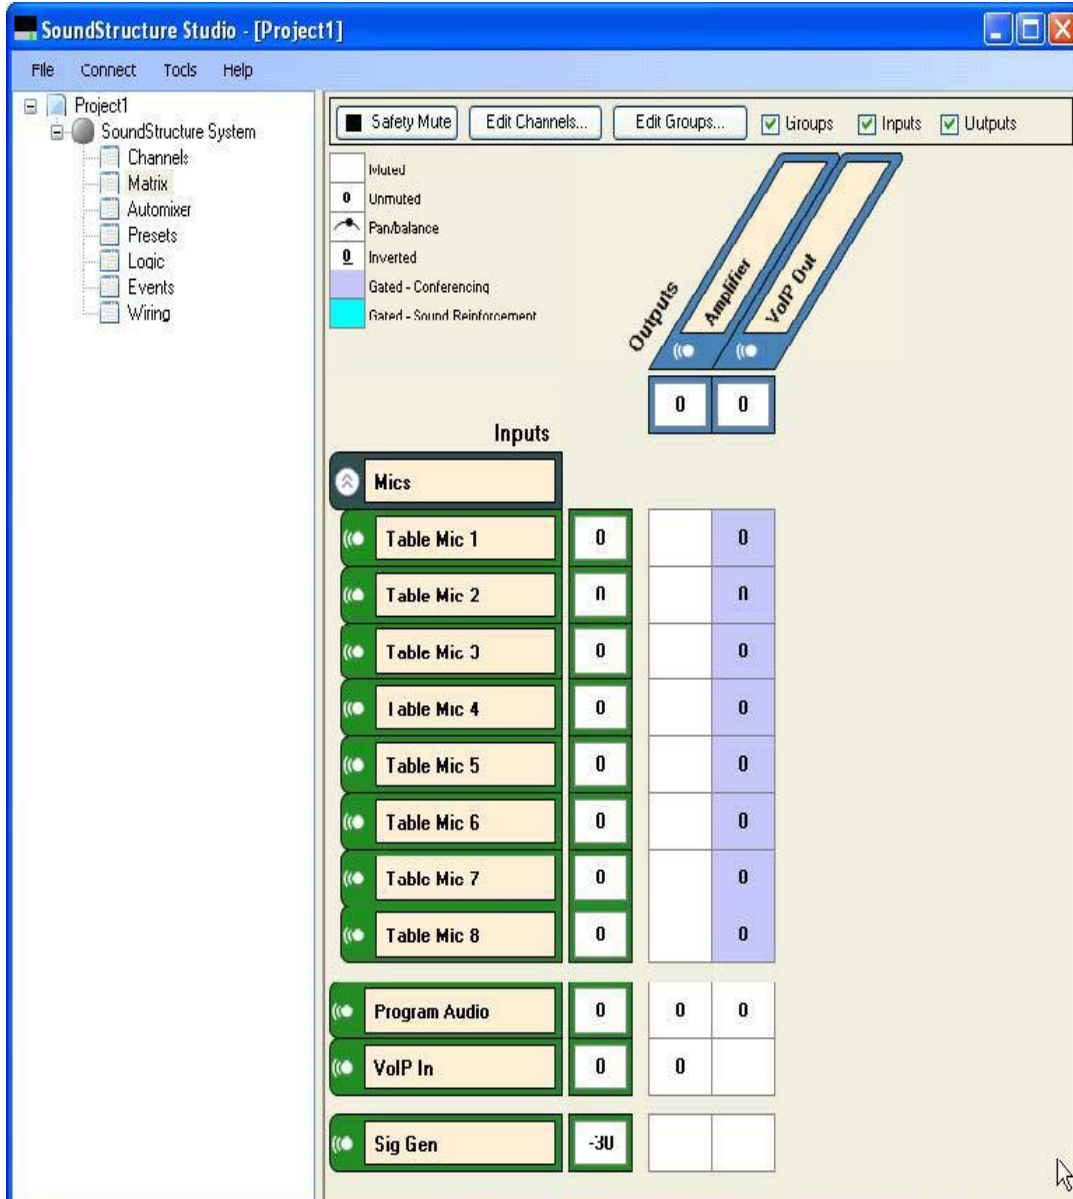 SoundStructure Studio - [Project1]
File Connect Tools Help
Project1
SoundStructure System
Channels
Matrix
Automixer
Presets
Logic
Events
Wiring
Safety Mute Edit Channels... Edit Groups... Groups Inputs Outputs
Muted
0 Unmuted
Pan/balance
0 Inverted
Gated - Conferencing
Gated - Sound Reinforcement
Outputs
Amplifier
VoIP Out
0 0
Inputs
Mics
Table Mic 1 0 0
Table Mic 2 0 0
Table Mic 3 0 0
Table Mic 4 0 0
Table Mic 5 0 0
Table Mic 6 0 0
Table Mic 7 0 0
Table Mic 8 0 0
Program Audio 0 0 0
VoIP In 0 0
Sig Gen -30